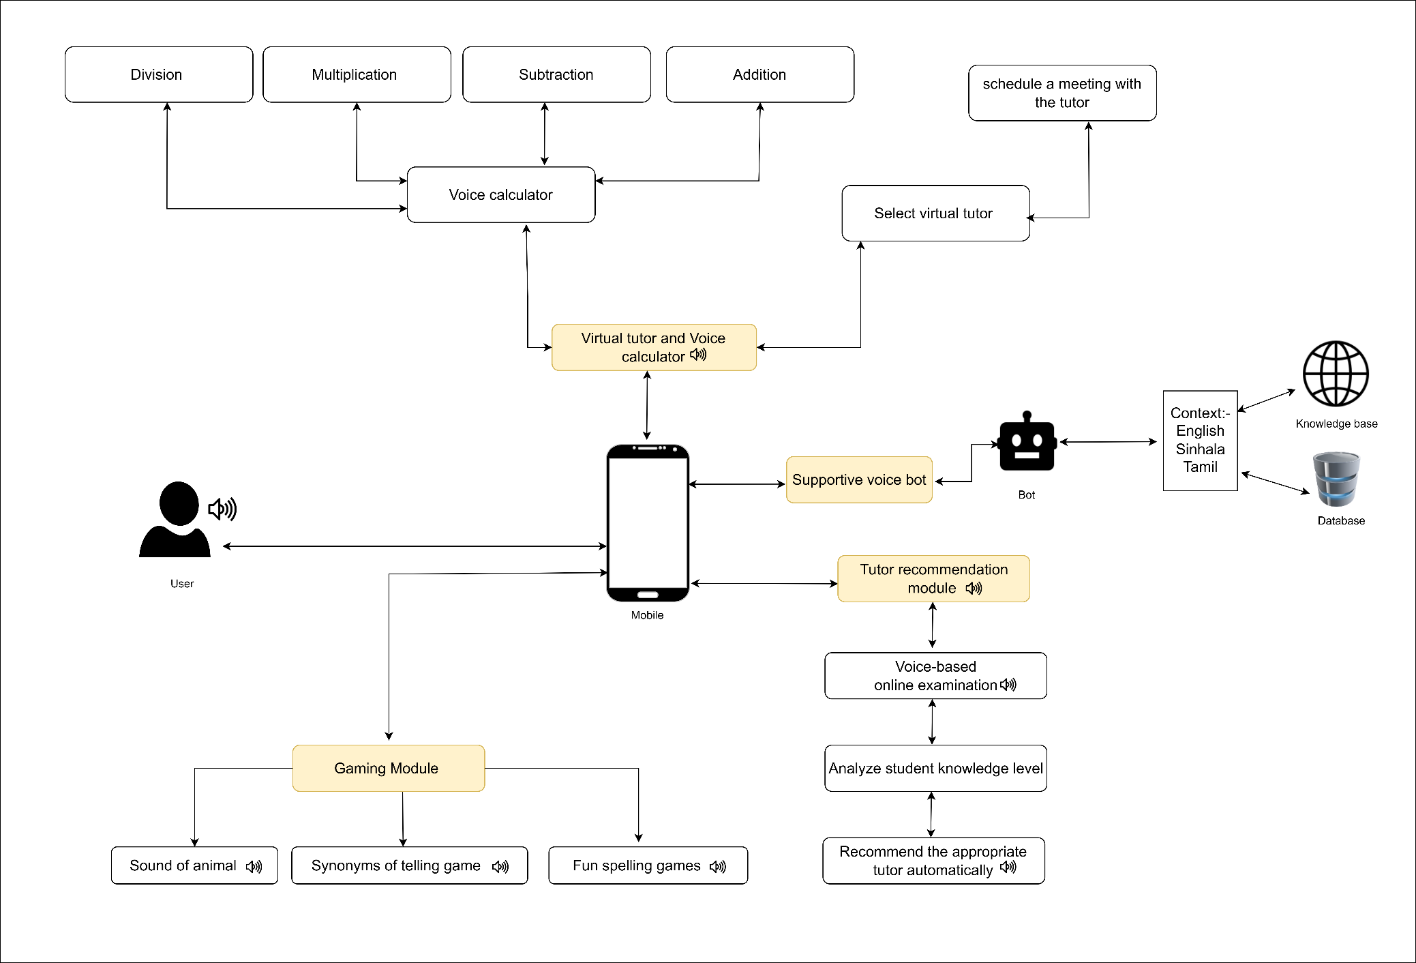 Division
Multiplication
Subtraction
Addition
schedule a meeting with
the tutor
Voice calculator
Select virtual tutor
Virtual tutor and Voice
calculator
Context:-
English
Sinhala
Tamil
Knowledge base
Supportive voice bot
Bot
Database
User
Mobile
Tutor recommendation
module
Voice-based
online examination
Gaming Module
Analyze student knowledge level
Sound of animal
Synonyms of telling game
Fun spelling games
Recommend the appropriate
tutor automatically